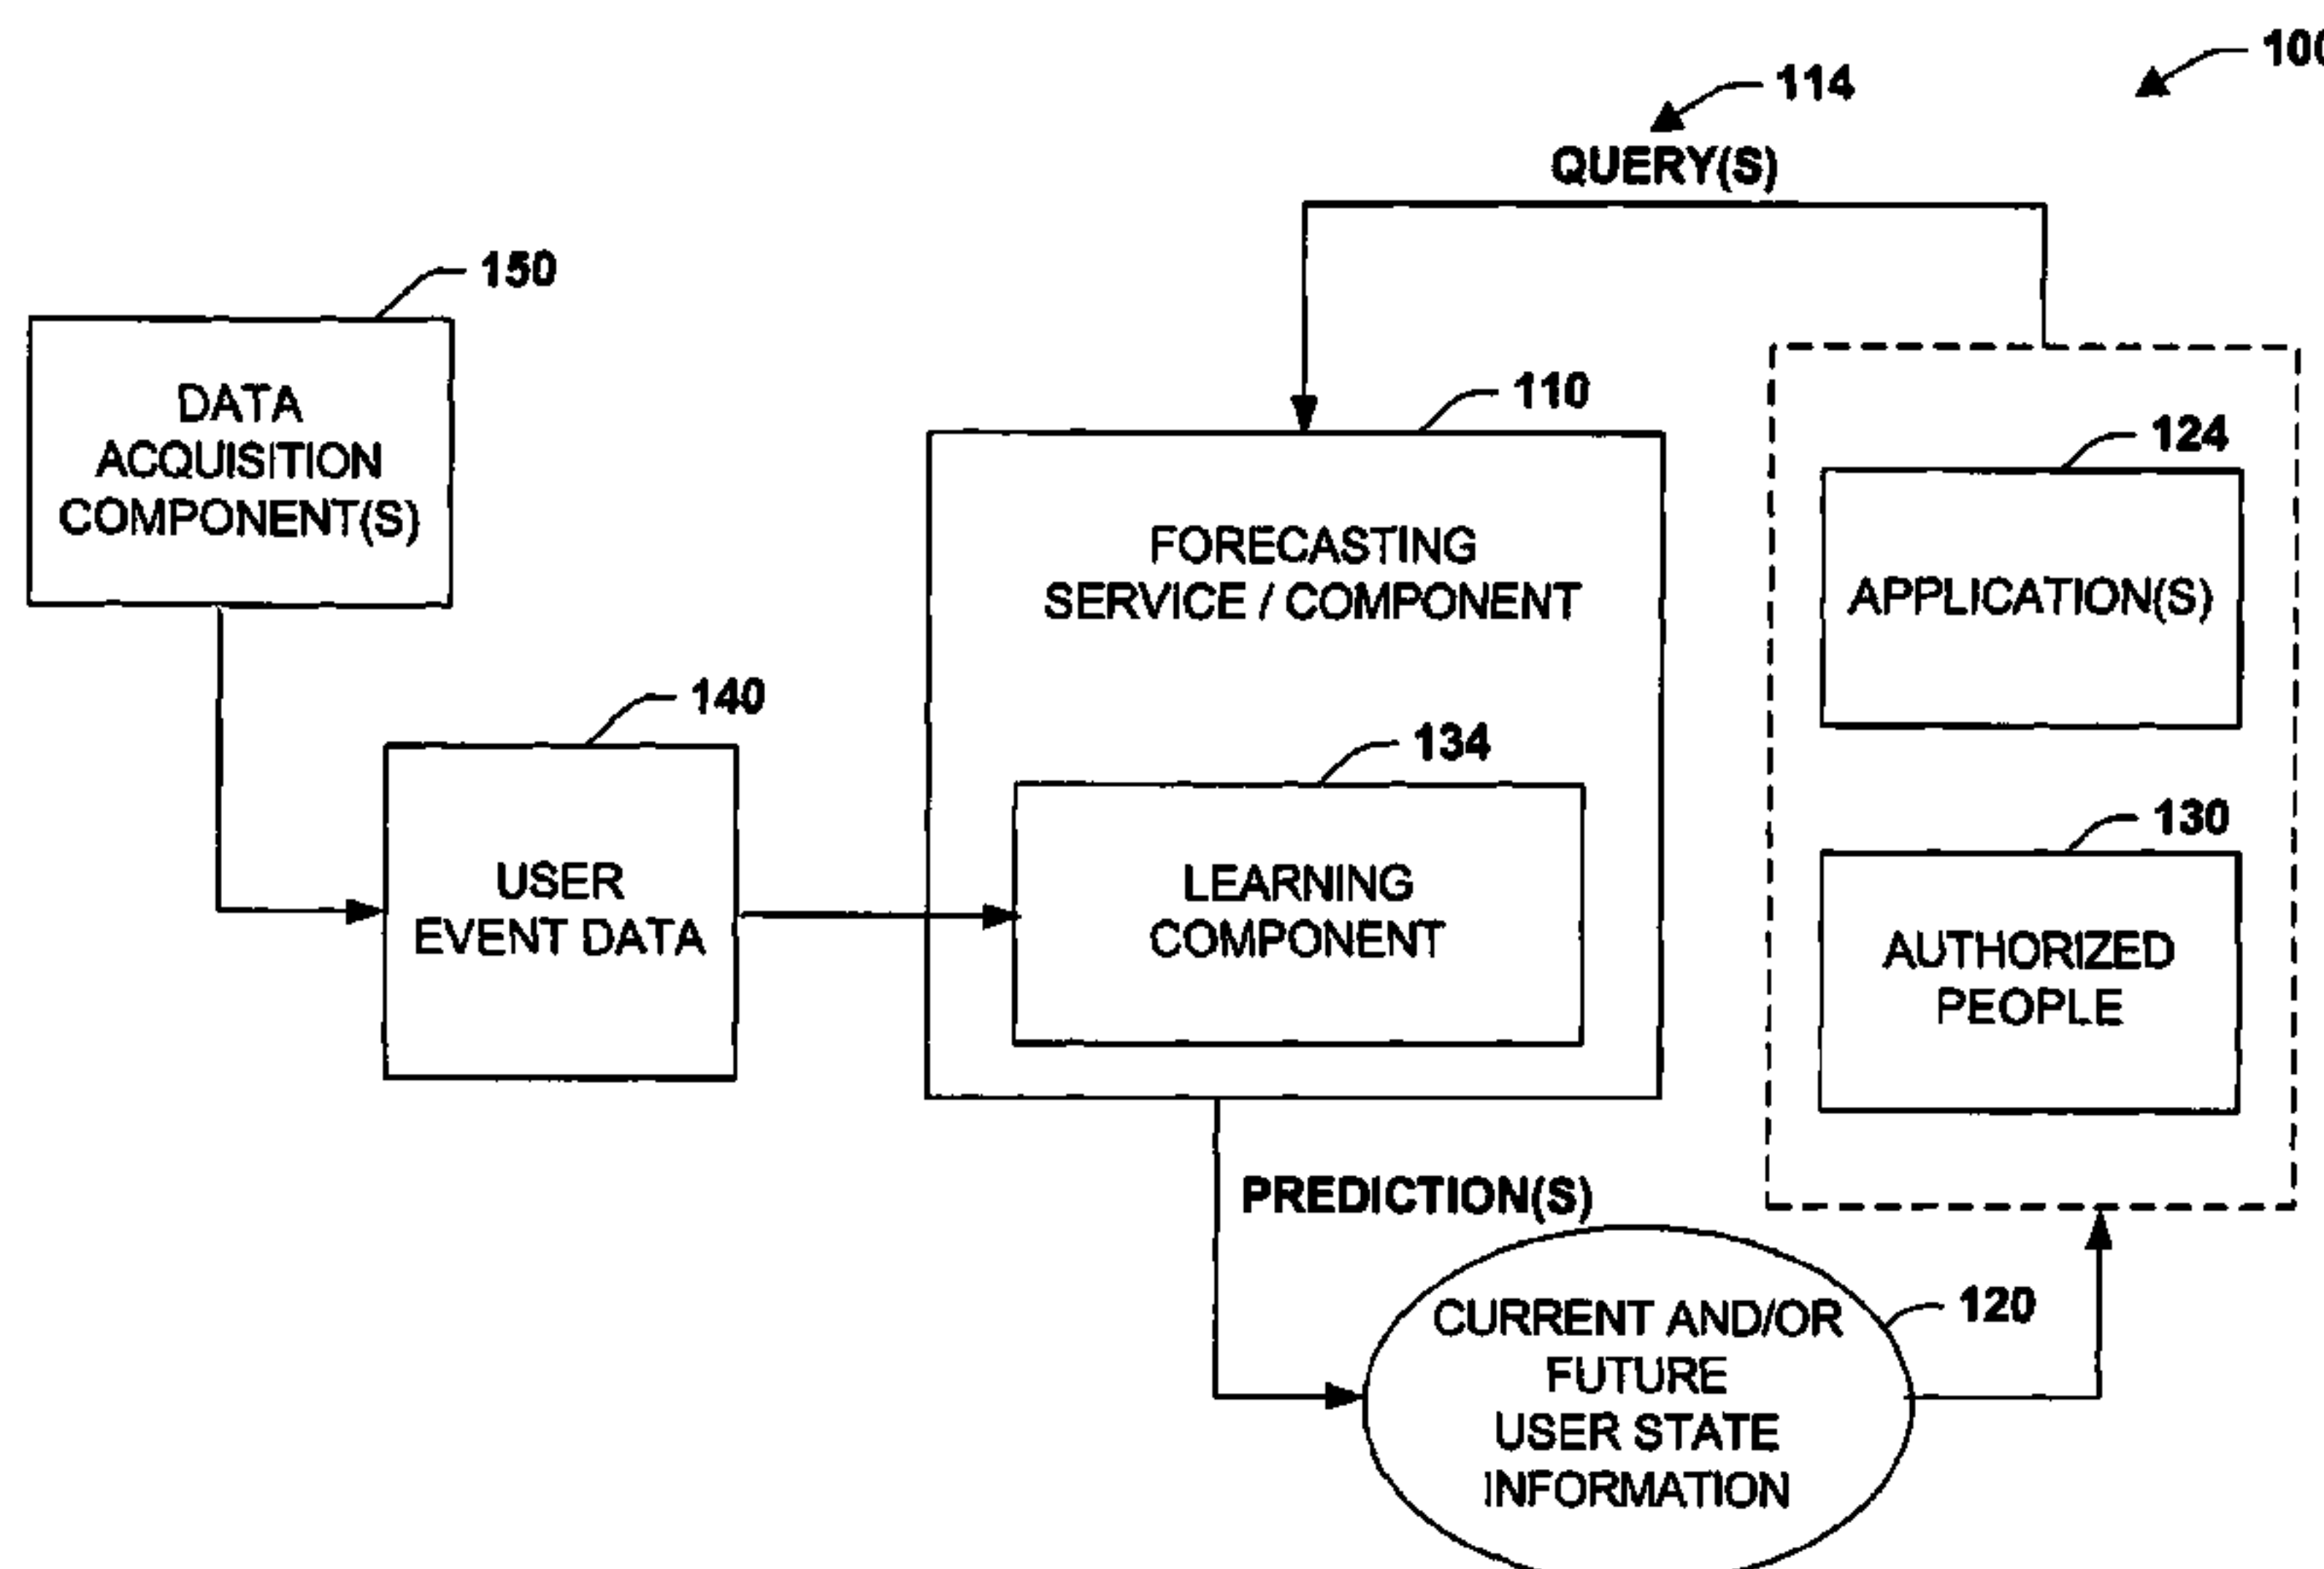 100
114
QUERY(S)
150
DATA
ACQUISITION
COMPONENT(S)
110
FORECASTING
SERVICE / COMPONENT
124
APPLICATION(S)
140
USER
EVENT DATA
134
LEARNING
COMPONENT
130
AUTHORIZED
PEOPLE
PREDICTION(S)
120
CURRENT AND/OR
FUTURE
USER STATE
INFORMATION